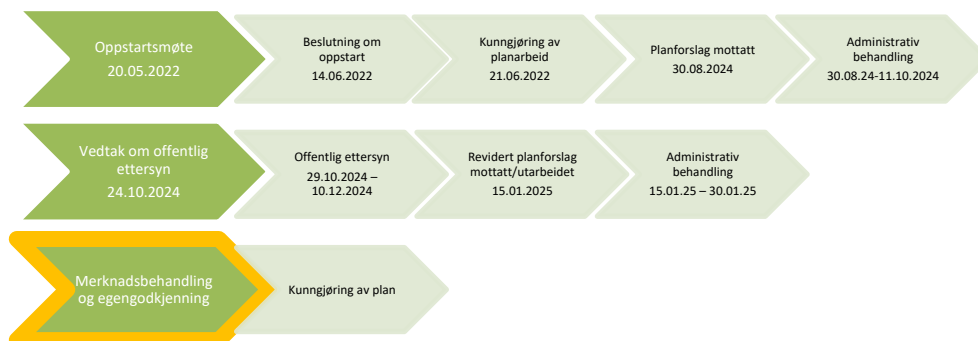 Oppstartsmøte
20.05.2022
Beslutning om
oppstart
14.06.2022
Kunngjøring av
planarbeid
21.06.2022
Planforslag mottatt
30.08.2024
Administrativ
behandling
30.08.24-11.10.2024
Vedtak om offentlig
ettersyn
24.10.2024
Offentlig ettersyn
29.10.2024 –
10.12.2024
Revidert planforslag
mottatt/utarbeidet
15.01.2025
Administrativ
behandling
15.01.25 – 30.01.25
Merknadsbehandling
og egengodkjenning
Kunngjøring av plan